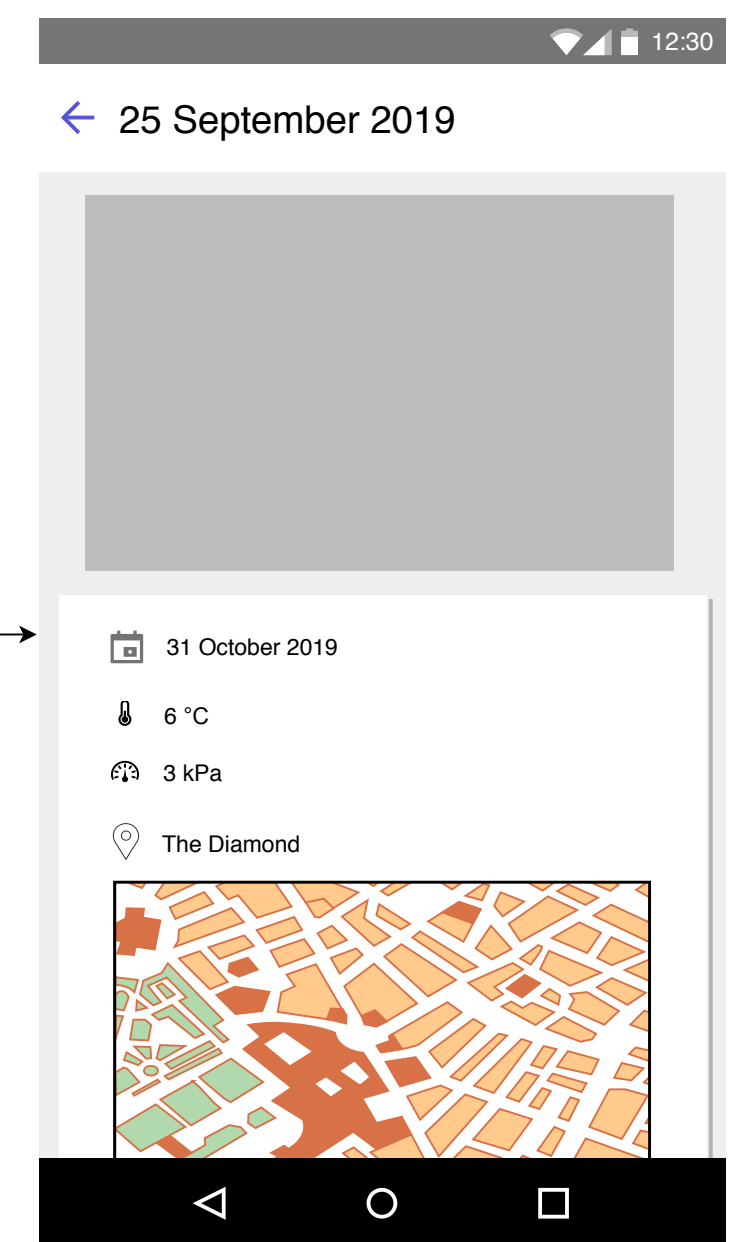 12:30
25 September 2019
31 October 2019
6 °C
3 kPa
The Diamond